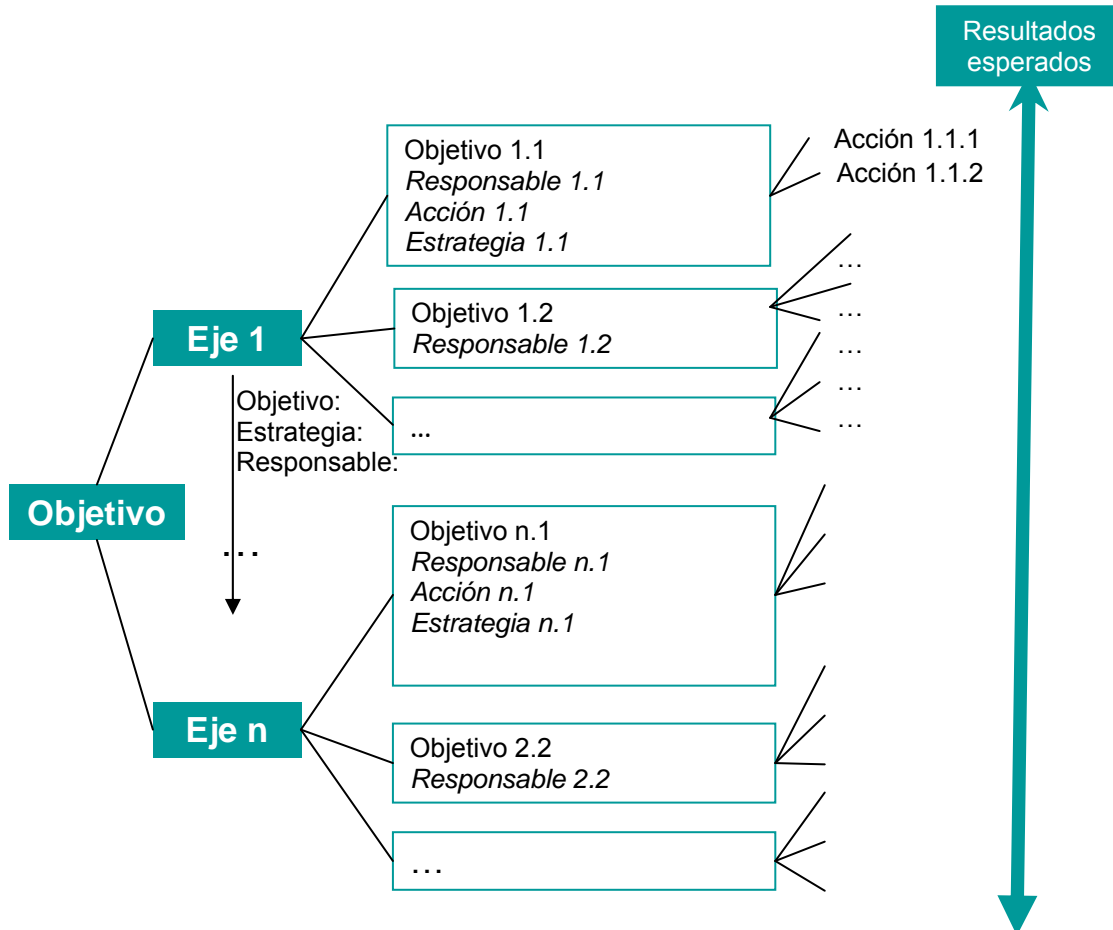 Resultados
esperados
Objetivo 1.1
Responsable 1.1
Acción 1.1
Estrategia 1.1
Acción 1.1.1
Acción 1.1.2
Objetivo 1.2
Responsable 1.2
...
...
...
...
...
...
Eje 1
Objetivo:
Estrategia:
Responsable:
Objetivo
...
Objetivo n.1
Responsable n.1
Acción n.1
Estrategia n.1
Eje n
Objetivo 2.2
Responsable 2.2
...